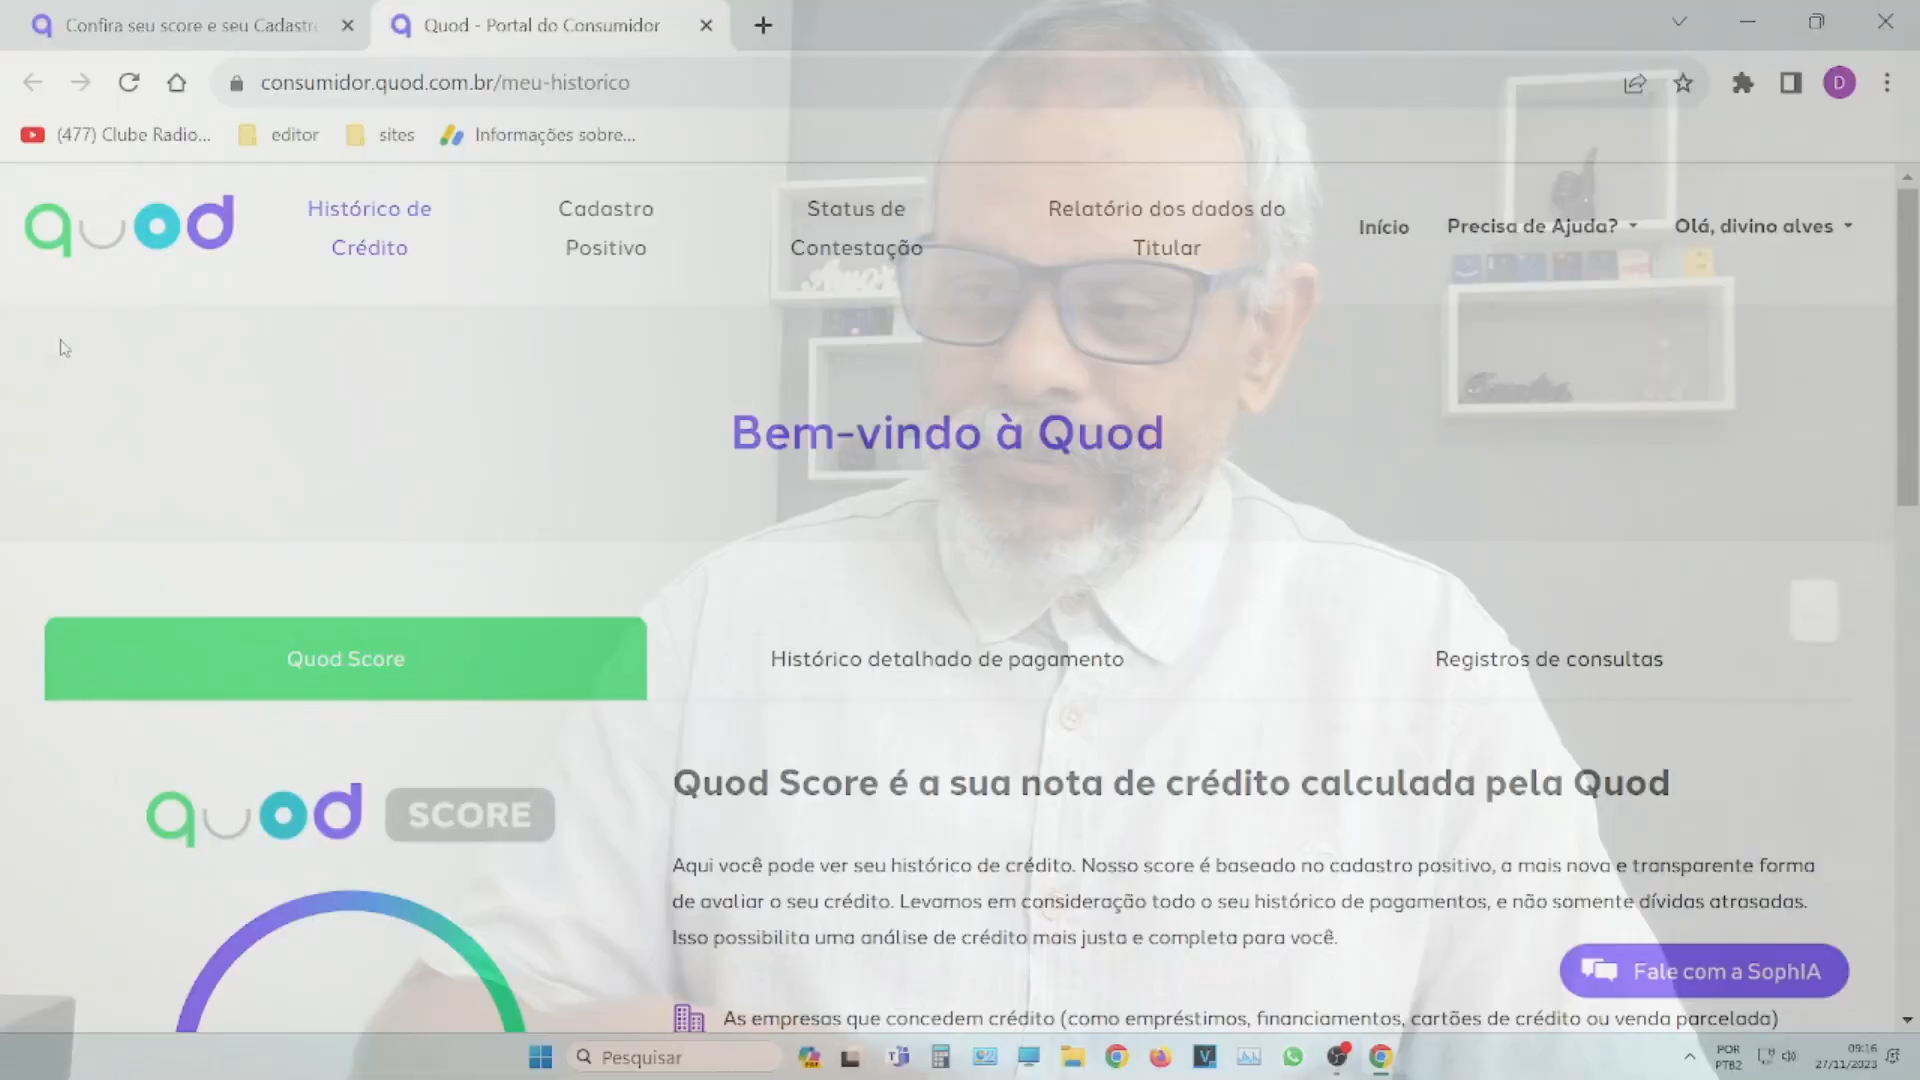 Confira seu score e seu Cadastr
Quod - Portal do Consumidor
consumidor.quod.com.br/meu-historico
D
(477) Clube Radio...
editor
sites
Informações sobre...
quod
Histórico de
Crédito
Cadastro
Positivo
Status de
Contestação
Relatório dos dados do
Titular
Início
Precisa de Ajuda?
Olá, divino alves
Bem-vindo à Quod
Quod Score
Histórico detalhado de pagamento
Registros de consultas
quod SCORE
Quod Score é a sua nota de crédito calculada pela Quod
Aqui você pode ver seu histórico de crédito. Nosso score é baseado no cadastro positivo, a mais nova e transparente forma
de avaliar o seu crédito. Levamos em consideração todo o seu histórico de pagamentos, e não somente dívidas atrasadas.
Isso possibilita uma análise de crédito mais justa e completa para você.
Fale com a SophIA
As empresas que concedem crédito (como empréstimos, financiamentos, cartões de crédito ou venda parcelada)
Pesquisar
POR
PTB2
09:16
27/11/2023